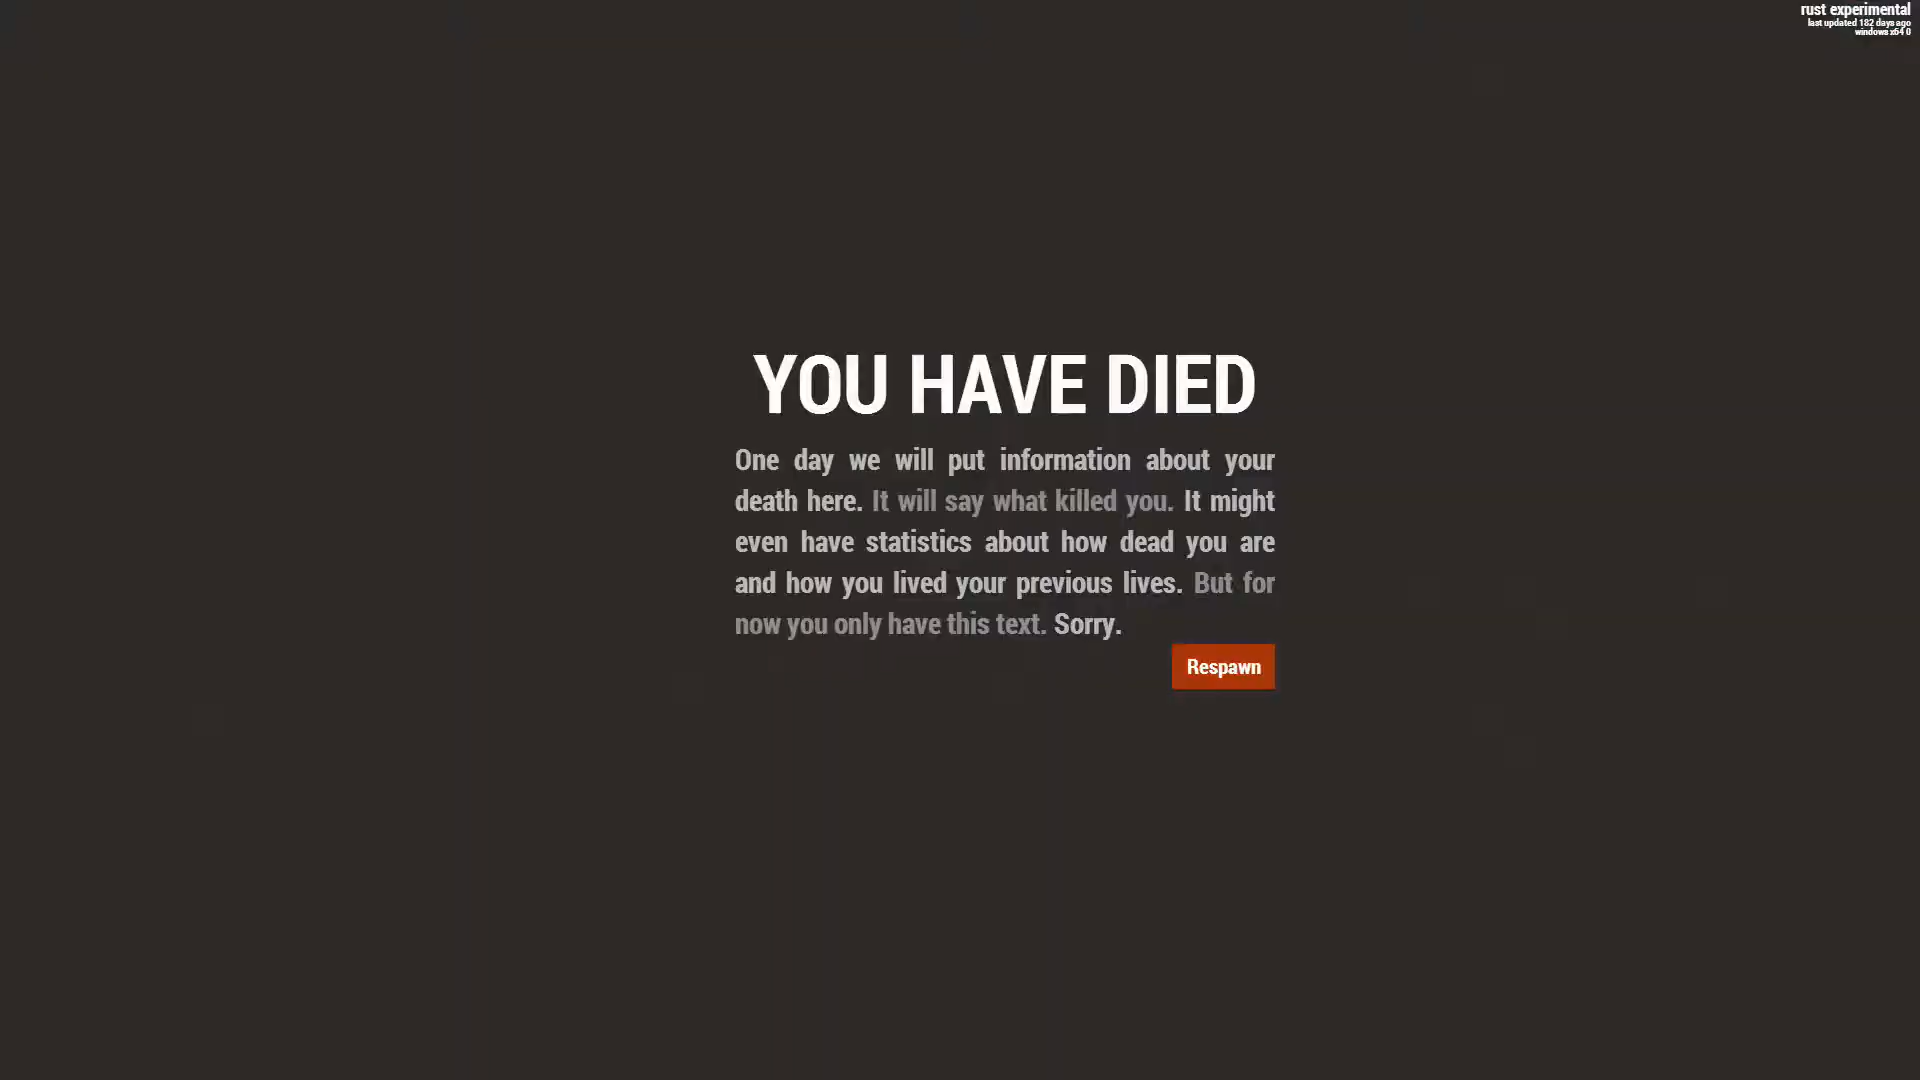 rust experimental
last updated 182 days ago
windows x64 0
YOU HAVE DIED
One day we will put information about your
death here. It will say what killed you. It might
even have statistics about how dead you are
and how you lived your previous lives. But for
now you only have this text. Sorry.
Respawn